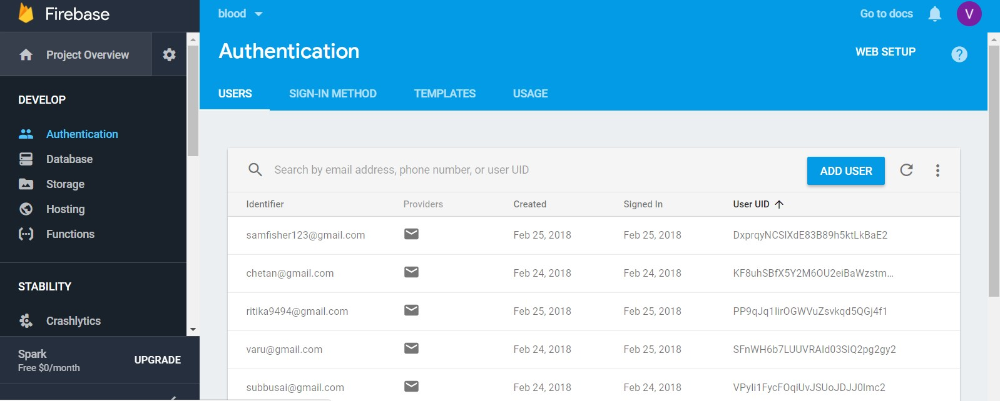 Firebase
blood
Go to docs
V
Project Overview
Authentication
WEB SETUP
?
USERS
SIGN-IN METHOD
TEMPLATES
USAGE
DEVELOP
Authentication
Database
Storage
Hosting
Functions
STABILITY
Crashlytics
Spark
Free $0/month
UPGRADE
Search by email address, phone number, or user UID
ADD USER
Identifier Providers Created Signed In User UID
samfisher123@gmail.com Feb 25, 2018 Feb 25, 2018 DxprqyNCSlXdE83B89h5ktLkBaE2
chetan@gmail.com Feb 24, 2018 Feb 24, 2018 KF8uhSBfX5Y2M6OU2eiBaWzstm...
ritika9494@gmail.com Feb 25, 2018 Feb 25, 2018 PP9qJq1IirOGWVuZsvkqd5QGj4f1
varu@gmail.com Feb 24, 2018 Feb 25, 2018 SFnWH6b7LUUVRAld03SIQ2pg2gy2
subbusai@gmail.com Feb 24, 2018 Feb 24, 2018 VPyli1FycFOqiUvJSUoJDJJ0lmc2